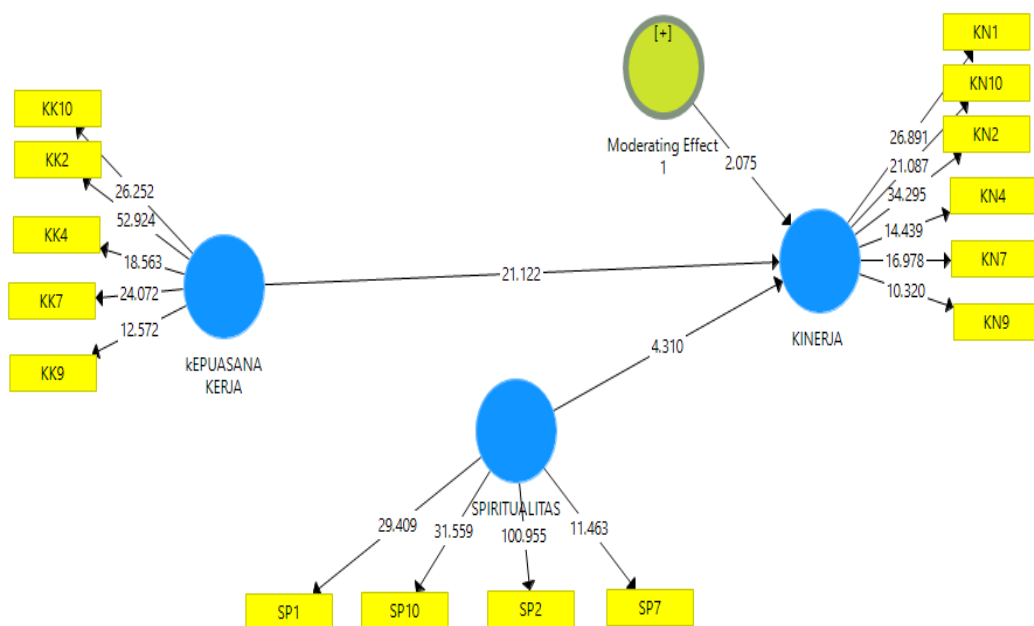 [+]
Moderating Effect
1
2.075
KN1
KN10
KN2
KN4
KN7
KN9
26.891
21.087
34.295
14.439
16.978
10.320
KINERJA
KK10
KK2
KK4
KK7
KK9
26.252
52.924
18.563
24.072
12.572
kEPUASANA
KERJA
21.122
4.310
SPIRITUALITAS
29.409
31.559
100.955
11.463
SP1
SP10
SP2
SP7